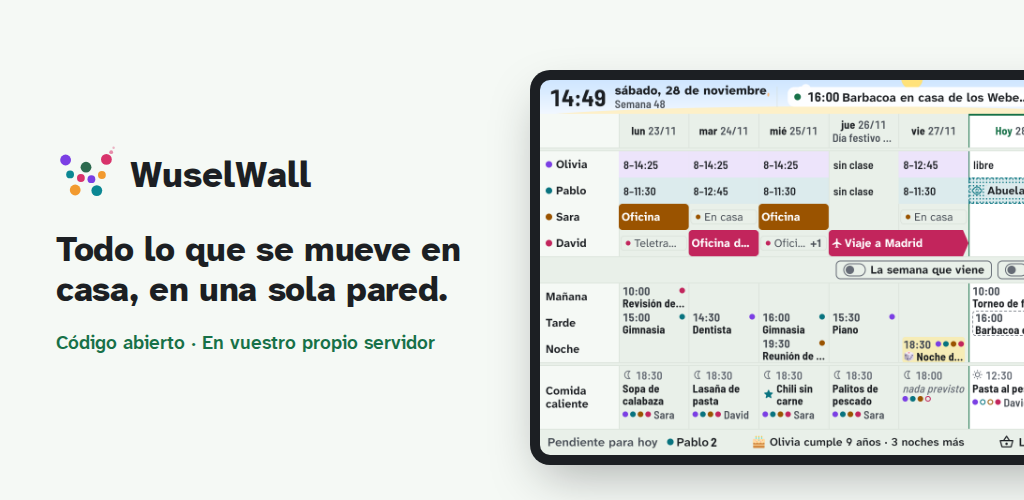 WuselWall
Todo lo que se mueve en
casa, en una sola pared.
Código abierto · En vuestro propio servidor
14:49
sábado, 28 de noviembre
Semana 48
16:00 Barbacoa en casa de los Webe...
lun 23/11
mar 24/11
mié 25/11
jue 26/11
Día festivo ...
vie 27/11
Hoy 28
Olivia
8–14:25
8–14:25
8–14:25
sin clase
8–12:45
libre
Pablo
8–11:30
8–12:45
8–11:30
sin clase
8–11:30
Abuela
Sara
Oficina
En casa
Oficina
En casa
David
Teletra...
Oficina d...
Ofici... +1
Viaje a Madrid
La semana que viene
Mañana
10:00
Revisión de...
10:00
Torneo de f
Tarde
15:00
Gimnasia
14:30
Dentista
16:00
Gimnasia
15:30
Piano
16:00
Barbacoa e
Noche
19:30
Reunión de ...
18:30
Noche d...
Comida
caliente
18:30
Sopa de
calabaza
Sara
18:30
Lasaña de
pasta
David
18:30
Chili sin
carne
Sara
18:30
Palitos de
pescado
Sara
18:00
nada previsto
12:30
Pasta al pe
Davi
Pendiente para hoy
Pablo 2
Olivia cumple 9 años · 3 noches más